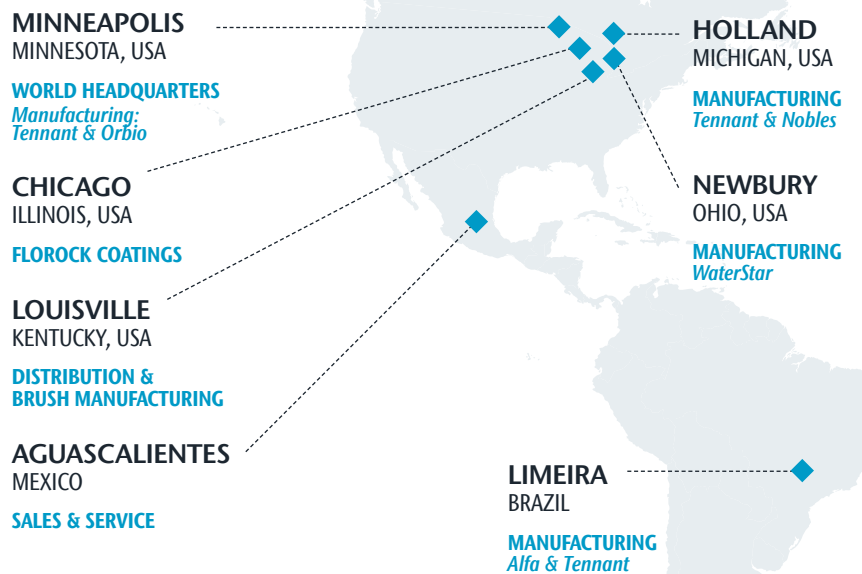 MINNEAPOLIS
MINNESOTA, USA
WORLD HEADQUARTERS
Manufacturing:
Tennant & Orbio
CHICAGO
ILLINOIS, USA
FLOROCK COATINGS
LOUISVILLE
KENTUCKY, USA
DISTRIBUTION &
BRUSH MANUFACTURING
AGUASCALIENTES
MEXICO
SALES & SERVICE
HOLLAND
MICHIGAN, USA
MANUFACTURING
Tennant & Nobles
NEWBURY
OHIO, USA
MANUFACTURING
WaterStar
LIMEIRA
BRAZIL
MANUFACTURING
Alfa & Tennant